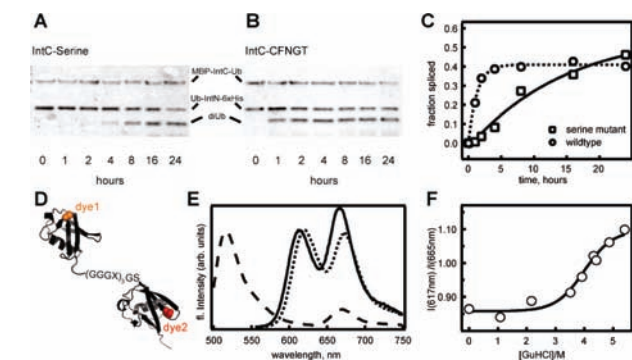 A
IntC-Serine
B
IntC-CFNGT
MBP-IntC-Ub
Ub-IntN-6xHis
diUb
0 1 2 4 8 16 24
hours
0 1 2 4 8 16 24
hours
C
fraction spliced
0.6
0.5
0.4
0.3
0.2
0.1
0.0
serine mutant
wildtype
0 5 10 15 20
time, hours
D
dye1
(GGGX)5GS
dye2
E
fl. Intensity (arb. units)
500 550 600 650 700 750
wavelength, nm
F
I(617nm)/I(665nm)
1.10
1.00
0.90
0 1 2 3 4 5
[GuHCl]/M